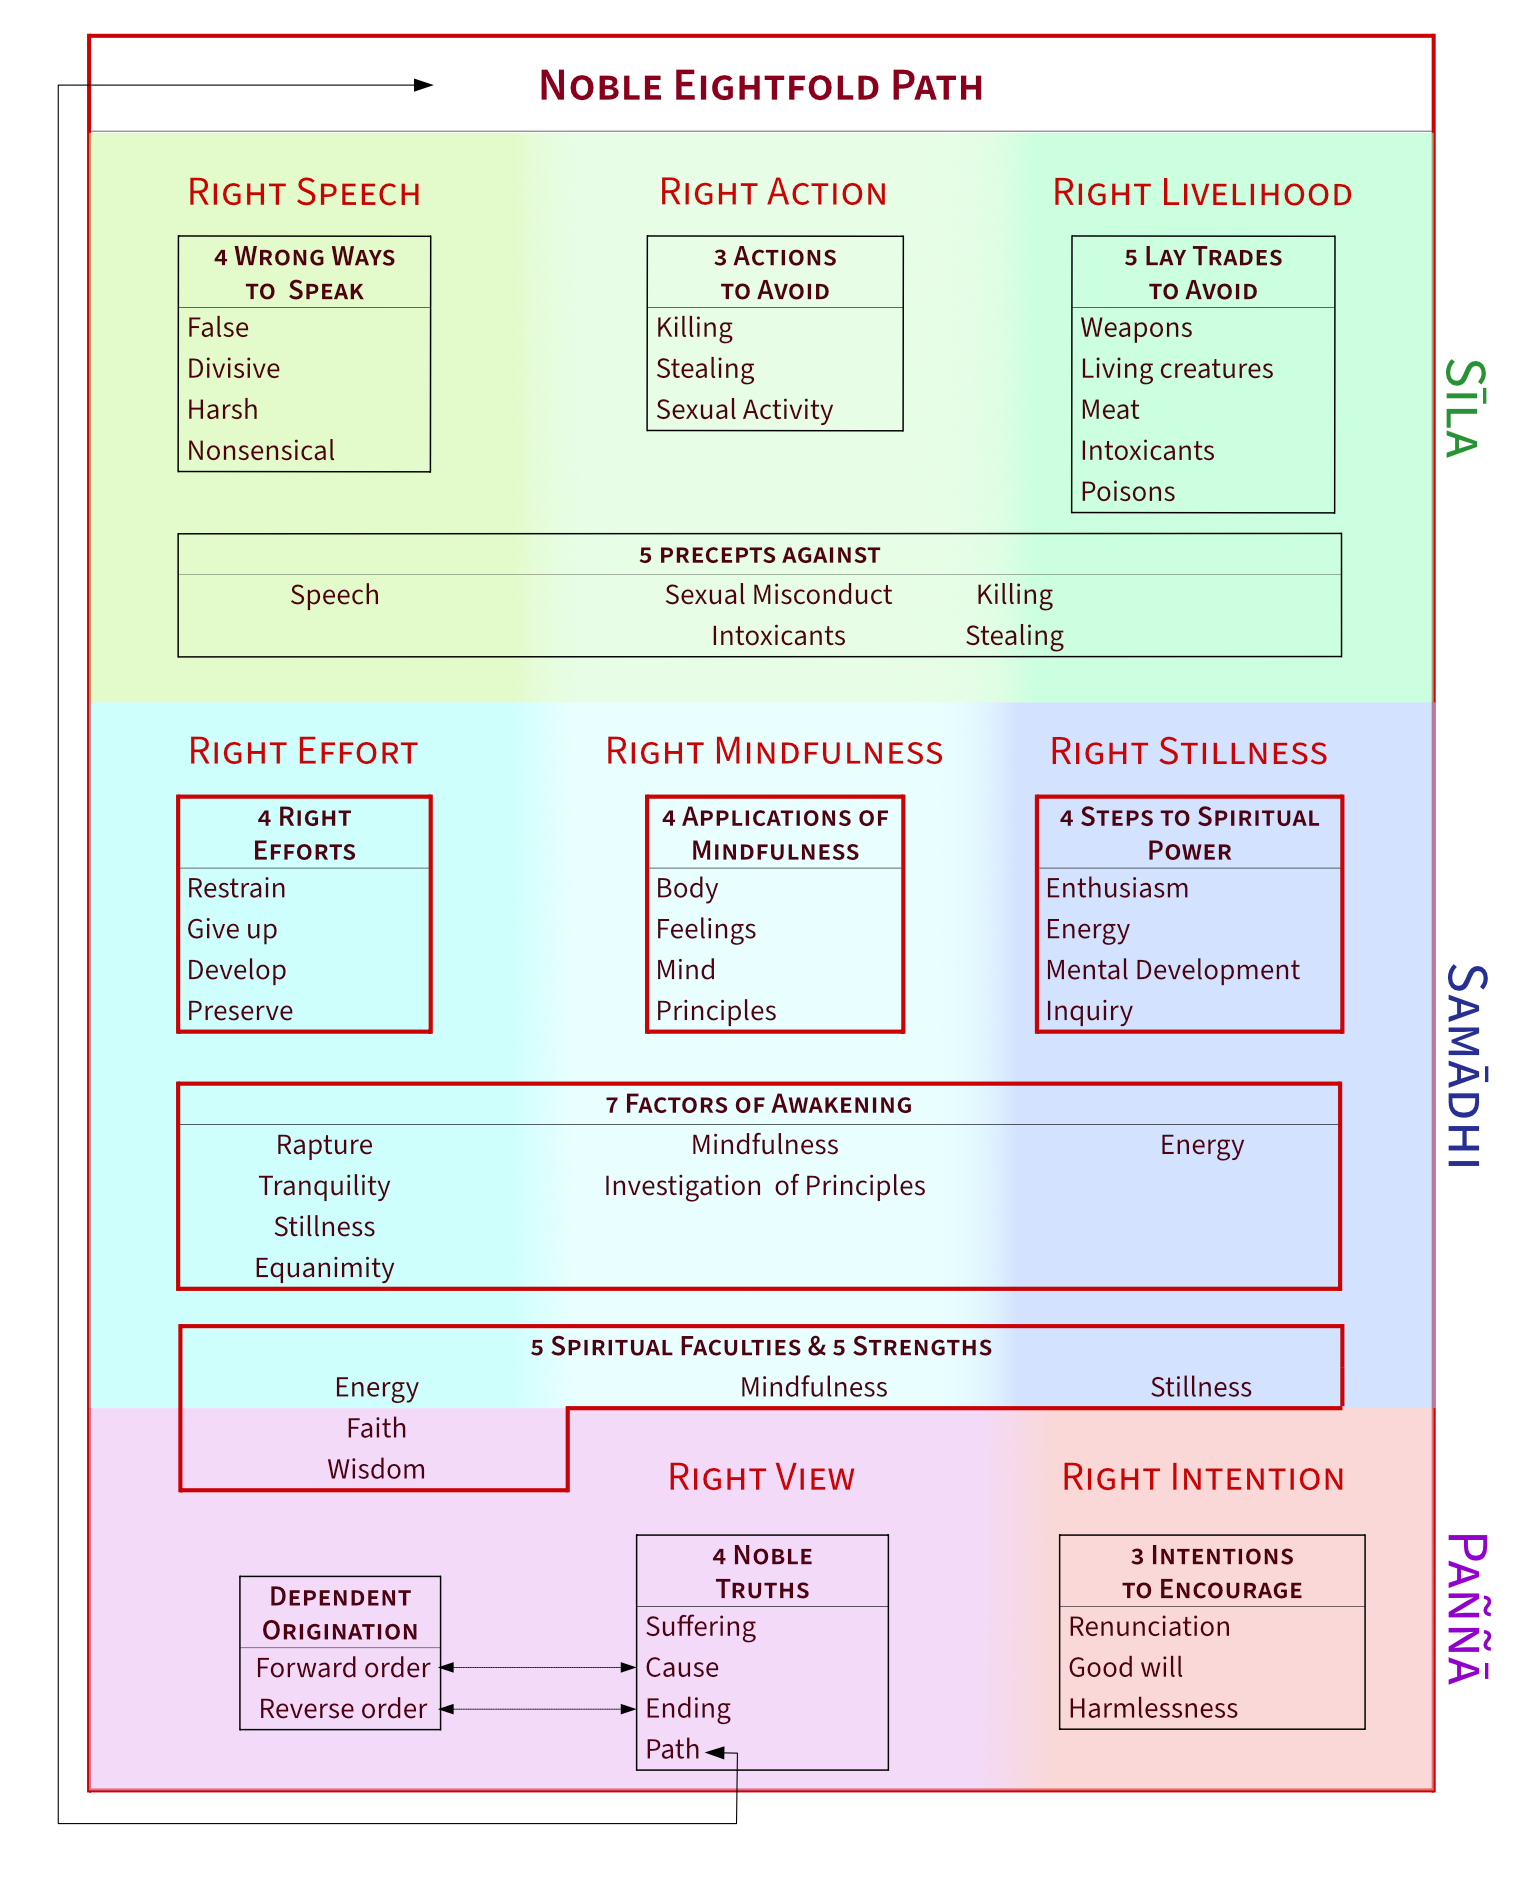 Noble Eightfold Path
Right Speech
Right Action
Right Livelihood
4 Wrong Ways
to Speak
False
Divisive
Harsh
Nonsensical
3 Actions
to Avoid
Killing
Stealing
Sexual Activity
5 Lay Trades
to Avoid
Weapons
Living creatures
Meat
Intoxicants
Poisons
Sīla
5 precepts against
Speech
Sexual Misconduct
Killing
Intoxicants
Stealing
Right Effort
Right Mindfulness
Right Stillness
4 Right
Efforts
Restrain
Give up
Develop
Preserve
4 Applications of
Mindfulness
Body
Feelings
Mind
Principles
4 Steps to Spiritual
Power
Enthusiasm
Energy
Mental Development
Inquiry
Samādhi
7 Factors of Awakening
Rapture
Mindfulness
Energy
Tranquility
Investigation of Principles
Stillness
Equanimity
5 Spiritual Faculties & 5 Strengths
Energy
Mindfulness
Stillness
Faith
Wisdom
Right View
Right Intention
Dependent
Origination
Forward order
Reverse order
4 Noble
Truths
Suffering
Cause
Ending
Path
3 Intentions
to Encourage
Renunciation
Good will
Harmlessness
Paññā